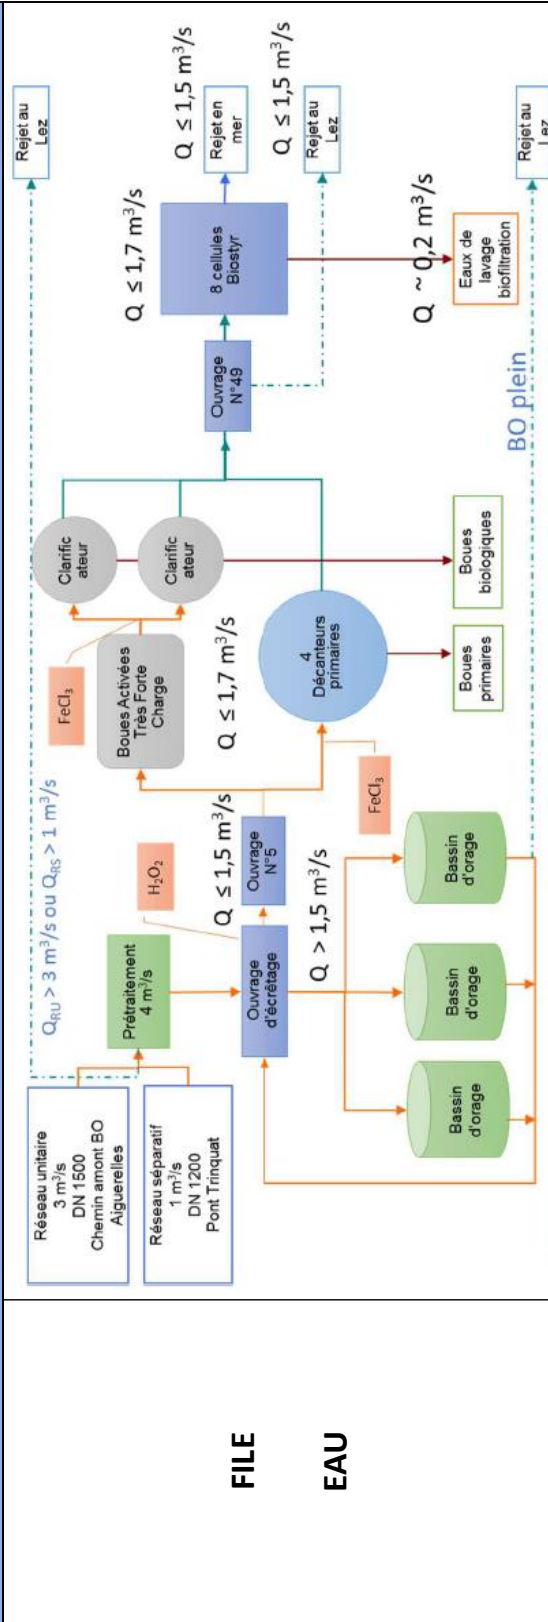 FILE
EAU
Réseau unitaire
3 m³/s
DN 1500
Chemin amont BO
Aiguerelles
Réseau séparatif
1 m³/s
DN 1200
Pont Trinquat
Q_RU > 3 m³/s ou Q_RS > 1 m³/s
Rejet au
Lez
Prétraitement
4 m³/s
H₂O₂
Ouvrage
d'écrêtage
Q ≤ 1,5 m³/s
Ouvrage
N°5
Q > 1,5 m³/s
Bassin
d'orage
Bassin
d'orage
Bassin
d'orage
FeCl₃
Boues Activées
Très Forte
Charge
Q ≤ 1,7 m³/s
FeCl₃
4
Décanteurs
primaires
Clarific
ateur
Clarific
ateur
Boues
primaires
Boues
biologiques
Ouvrage
N°49
Q ≤ 1,7 m³/s
8 cellules
Biostyr
Q ≤ 1,5 m³/s
Rejet en
mer
Q ≤ 1,5 m³/s
Rejet au
Lez
Q ~ 0,2 m³/s
Eaux de
lavage
biofiltration
BO plein
Rejet au
Lez